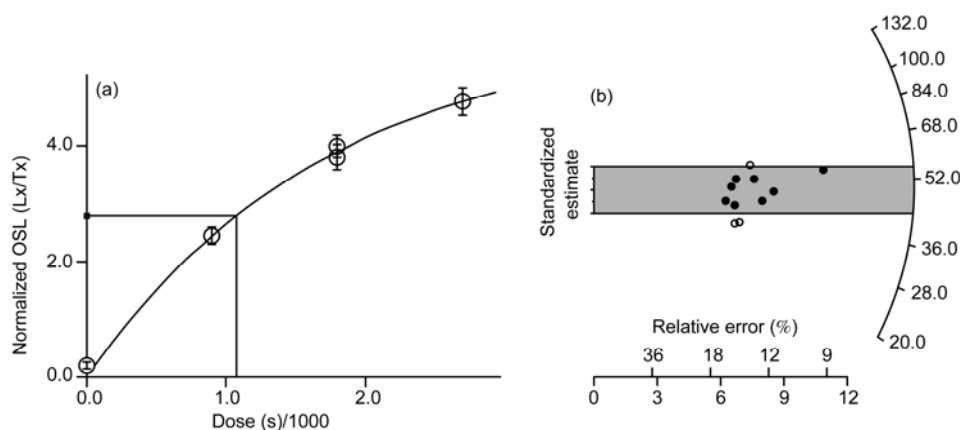 (a)
Normalized OSL (Lx/Tx)
4.0
2.0
0.0
0.0 1.0 2.0
Dose (s)/1000
(b)
Standardized
estimate
132.0
100.0
84.0
68.0
52.0
36.0
28.0
20.0
Relative error (%)
36 18 12 9
0 3 6 9 12